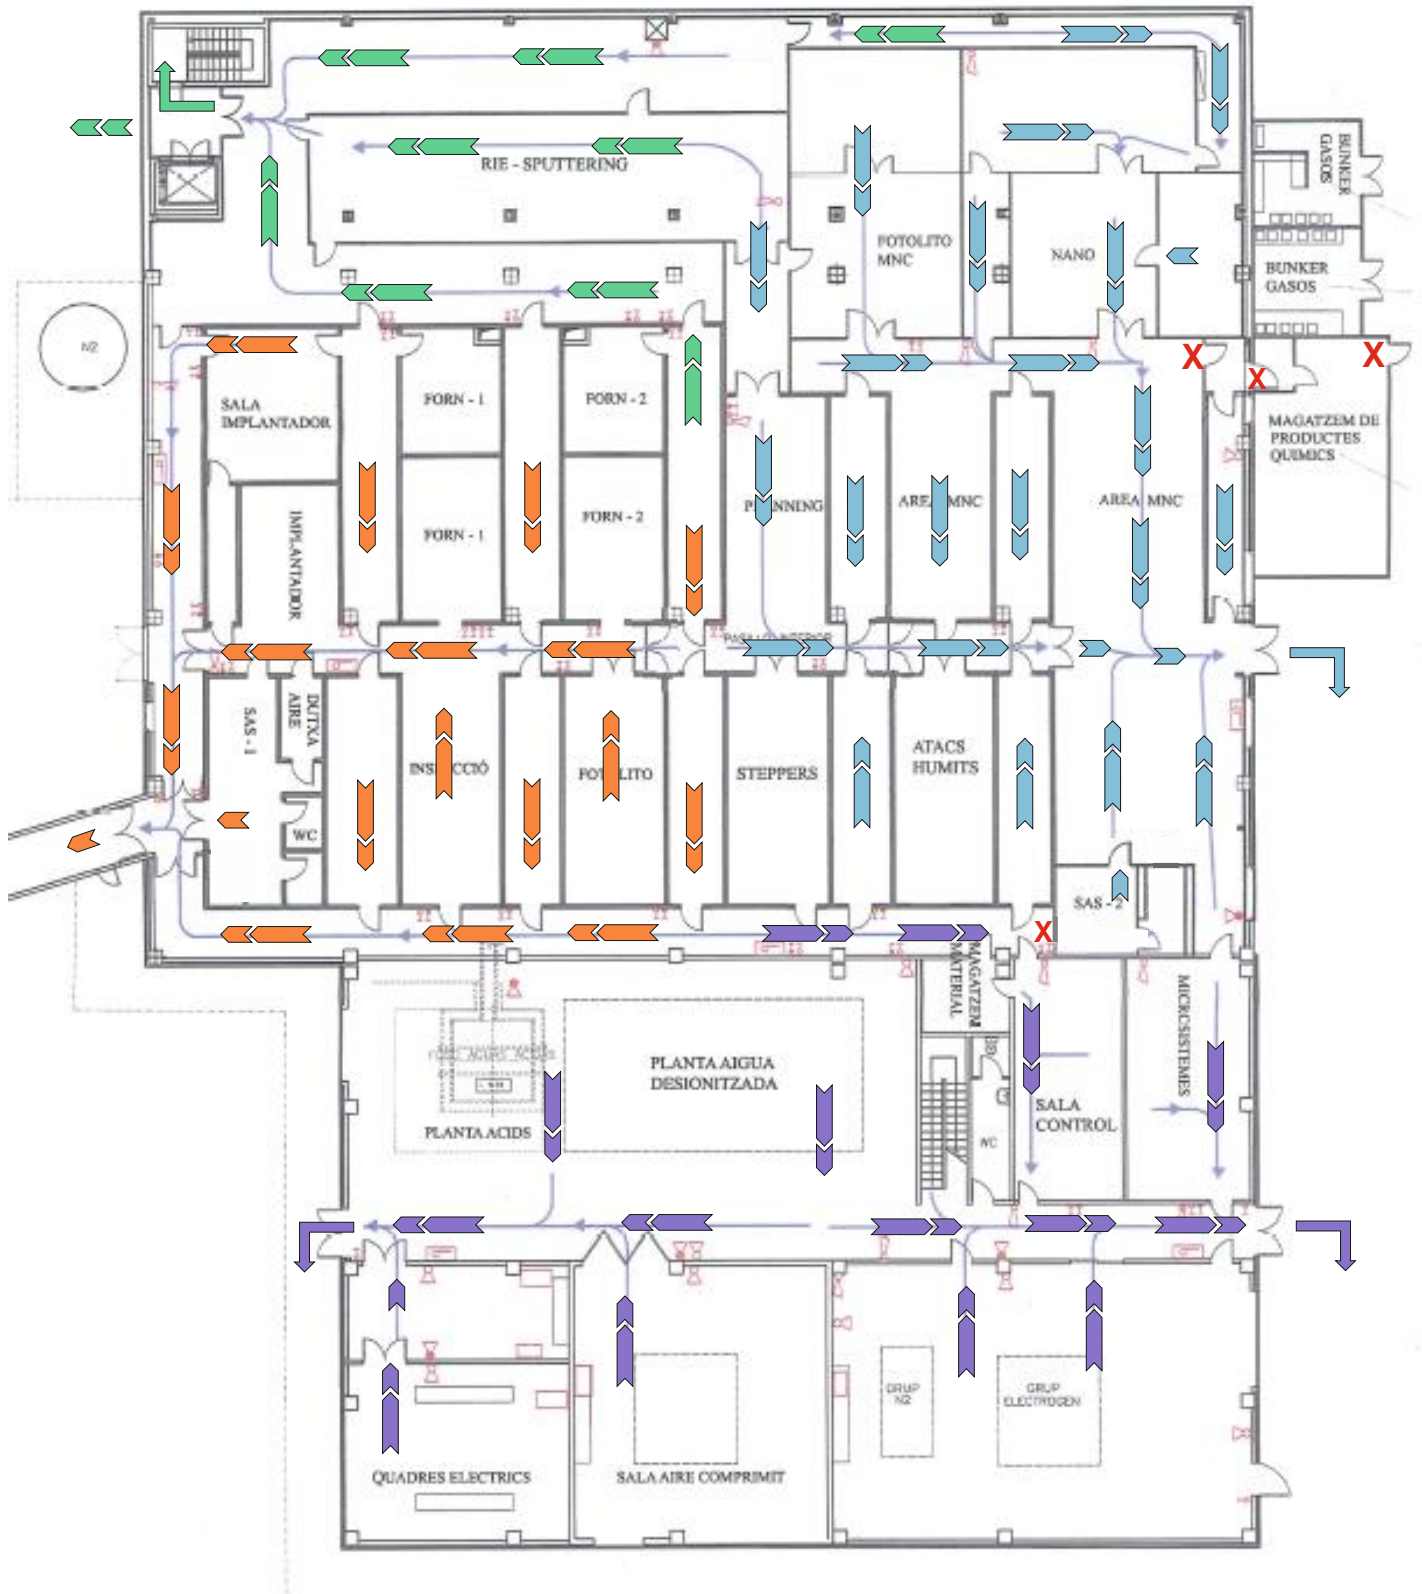 RIE - SPUTTERING
FOTOLITO
MNC
NANO
BUNKER
GASOS
BUNKER
GASOS
N2
SALA
IMPLANTADOR
FORN - 1
FORN - 2
X
X
X
MAGATZEM DE
PRODUCTES
QUIMICS
IMPLANTADOR
FORN - 1
FORN - 2
AREA MNC
AREA MNC
SAS - 1
DUTXA
AIRE
STEPPERS
ATACS
HUMITS
WC
SAS - 2
X
MAGATZEM
MATERIAL
MICRSISTEMES
PLANTA AIGUA
DESIONITZADA
PLANTA ACIDS
SALA
CONTROL
WC
GRUP
N2
GRUP
ELECTROGEN
QUADRES ELECTRICS
SALA AIRE COMPRIMIT